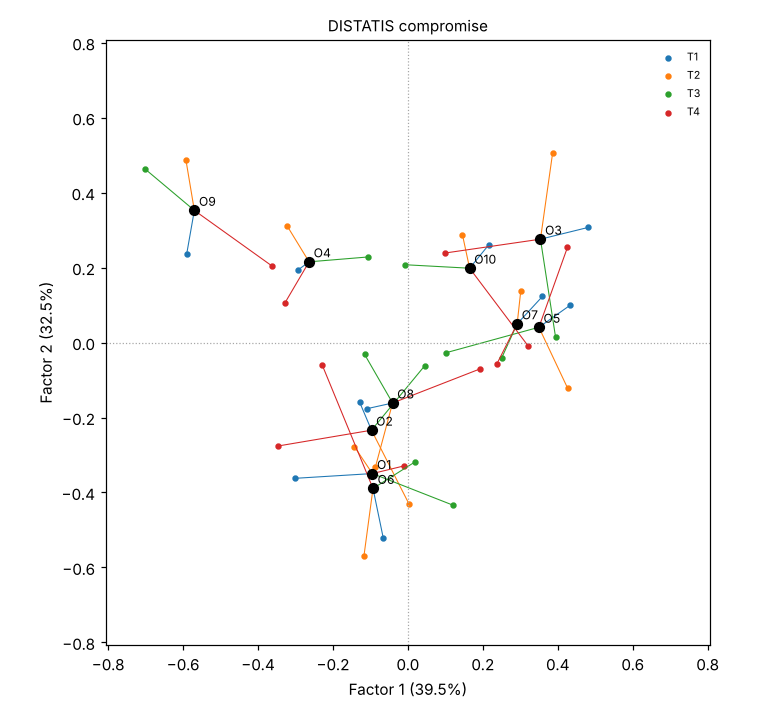 DISTATIS compromise
T1
T2
T3
T4
O9
O4
O3
O10
O7
O5
O8
O2
O1
O6
0.8
0.6
0.4
0.2
0.0
−0.2
−0.4
−0.6
−0.8
Factor 2 (32.5%)
−0.8
−0.6
−0.4
−0.2
0.0
0.2
0.4
0.6
0.8
Factor 1 (39.5%)